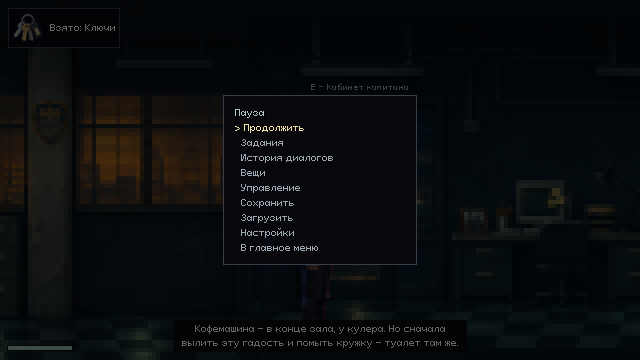 Взято: Ключи
E – Кабинет капитана
Пауза
> Продолжить
Задания
История диалогов
Вещи
Управление
Сохранить
Загрузить
Настройки
В главное меню
Кофемашина – в конце зала, у кулера. Но сначала
вылить эту гадость и помыть кружку – туалет там же.